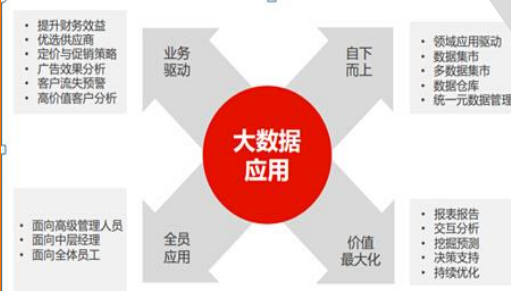 • 提升财务效益
• 优选供应商
• 定价与促销策略
• 广告效果分析
• 客户流失预警
• 高价值客户分析
业务
驱动
自下
而上
• 领域应用驱动
• 数据集市
• 多数据集市
• 数据仓库
• 统一元数据管理
大数据
应用
• 面向高级管理人员
• 面向中层经理
• 面向全体员工
全员
应用
价值
最大化
• 报表报告
• 交互分析
• 挖掘预测
• 决策支持
• 持续优化